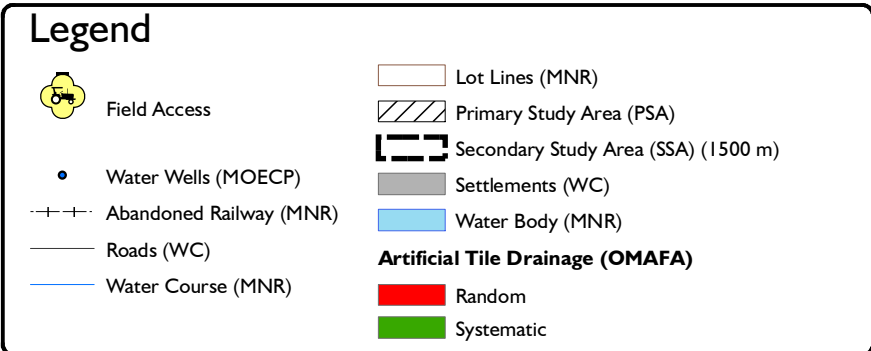 Legend
Field Access
Water Wells (MOECP)
Abandoned Railway (MNR)
Roads (WC)
Water Course (MNR)
Lot Lines (MNR)
Primary Study Area (PSA)
Secondary Study Area (SSA) (1500 m)
Settlements (WC)
Water Body (MNR)
Artificial Tile Drainage (OMAFA)
Random
Systematic